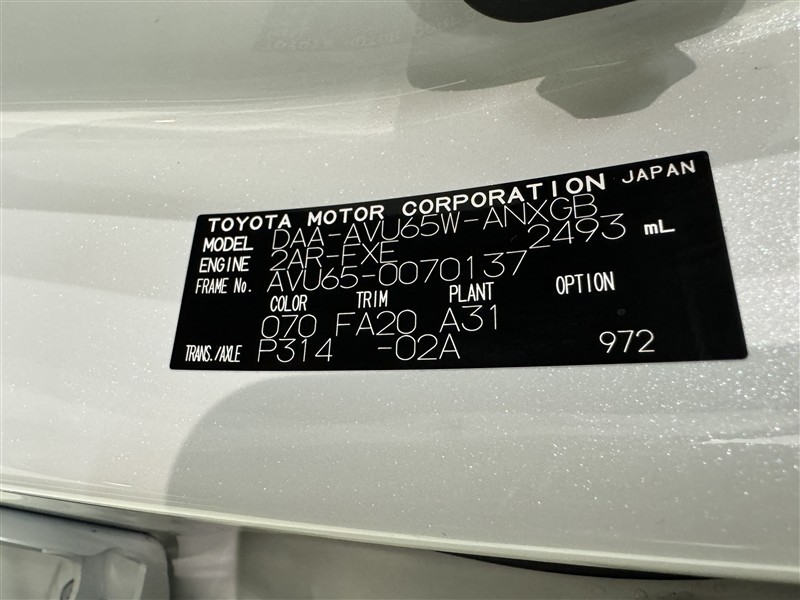 TOYOTA MOTOR CORPORATION JAPAN
MODEL DAA-AVU65W-ANXGB
ENGINE 2AR-FXE 2493 mL
FRAME No. AVU65-0070137
COLOR TRIM PLANT OPTION
070 FA20 A31
TRANS./AXLE P314 -02A 972